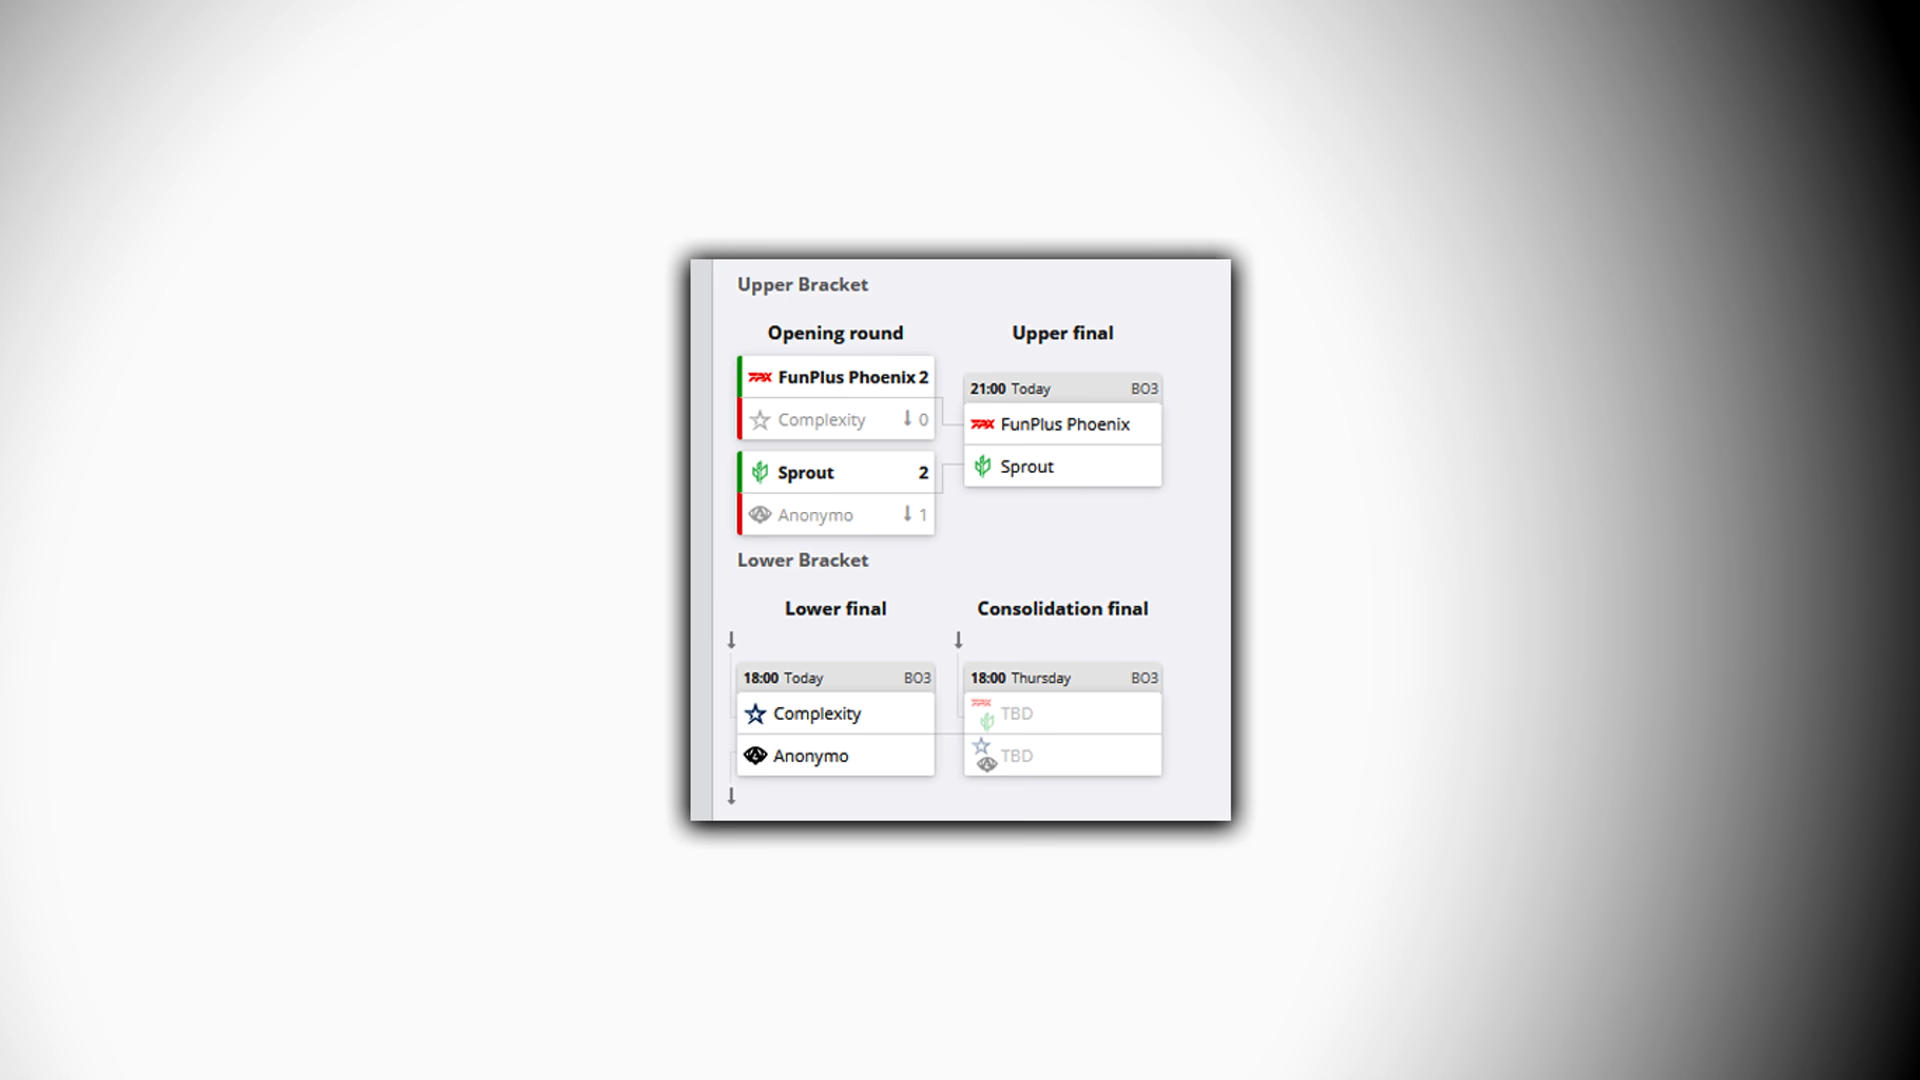 Upper Bracket
Opening round
FunPlus Phoenix 2
Complexity 0
Sprout 2
Anonymo 1
Upper final
21:00 Today BO3
FunPlus Phoenix
Sprout
Lower Bracket
Lower final
18:00 Today BO3
Complexity
Anonymo
Consolidation final
18:00 Thursday BO3
TBD
TBD